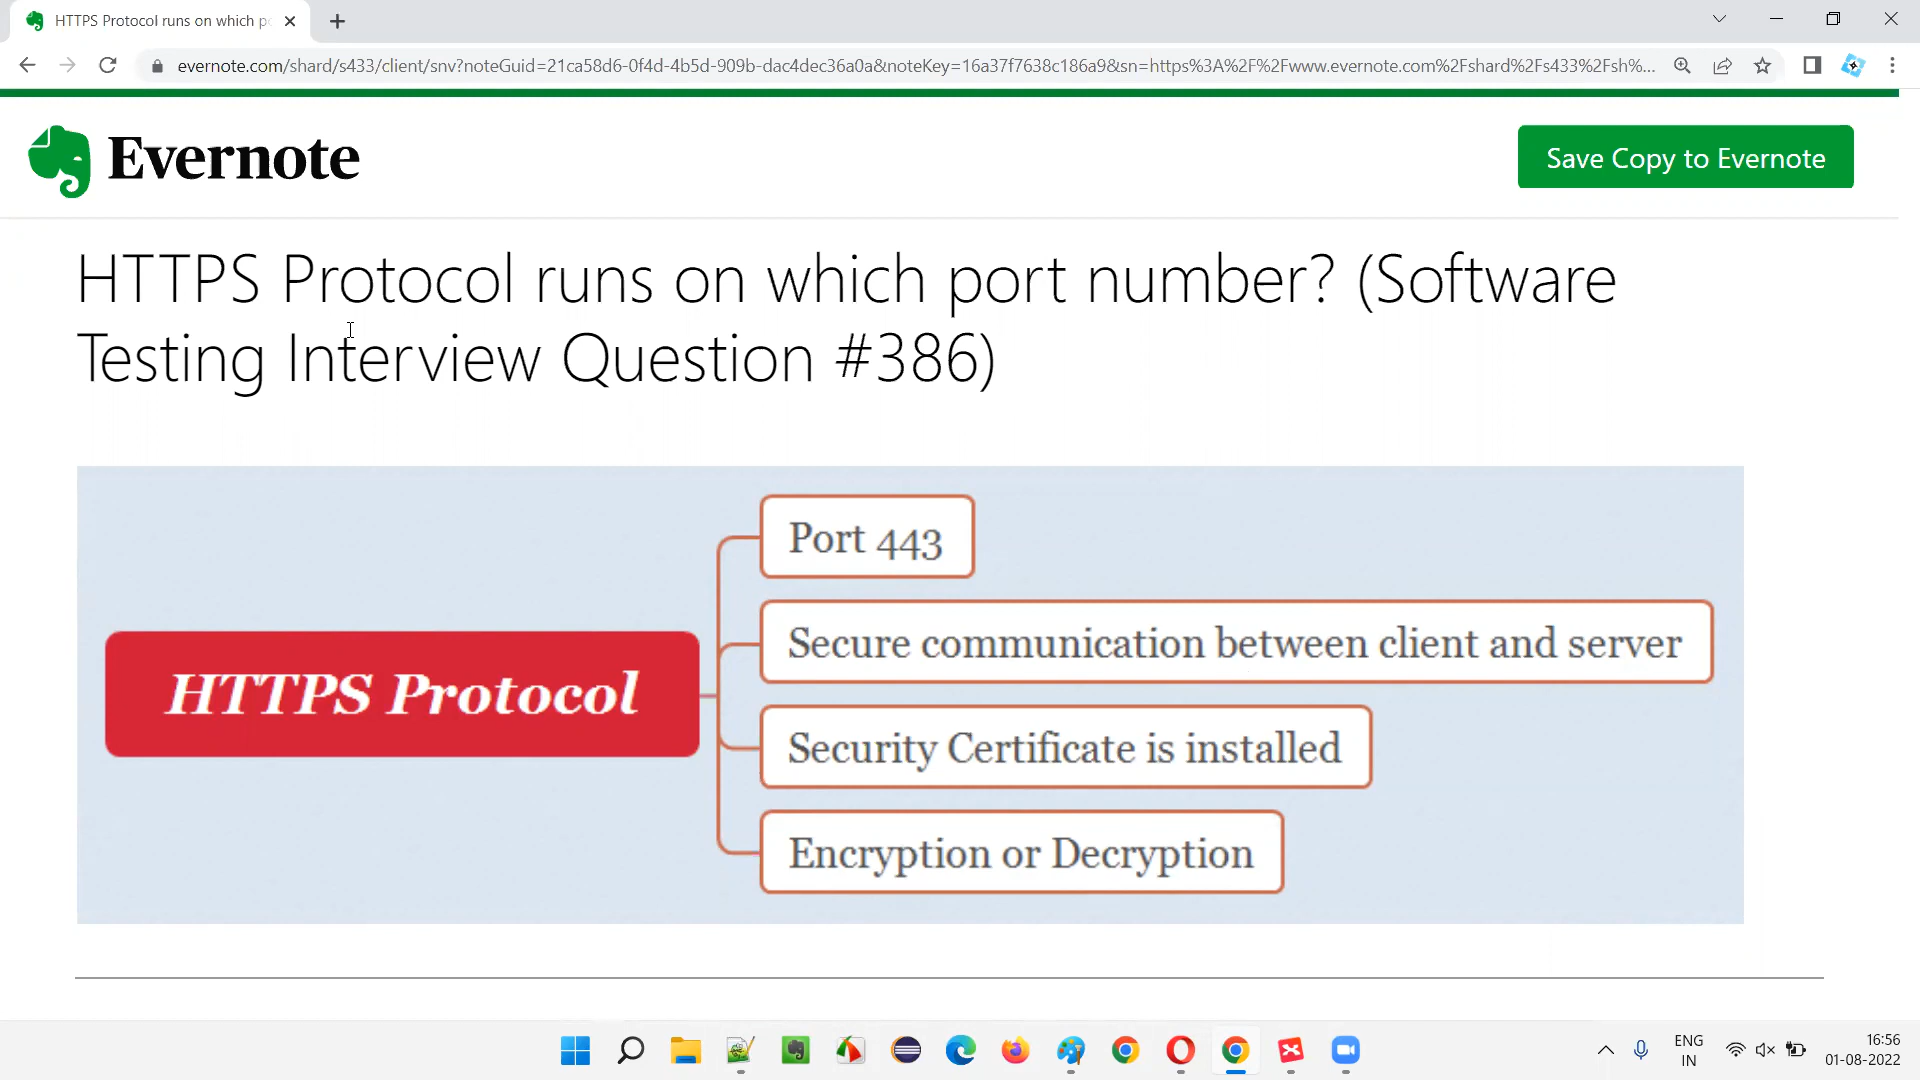 HTTPS Protocol runs on which p
evernote.com/shard/s433/client/snv?noteGuid=21ca58d6-0f4d-4b5d-909b-dac4dec36a0a&noteKey=16a37f7638c186a9&sn=https%3A%2F%2Fwww.evernote.com%2Fshard%2Fs433%2Fsh%...
Evernote
Save Copy to Evernote
HTTPS Protocol runs on which port number? (Software
Testing Interview Question #386)
Port 443
Secure communication between client and server
HTTPS Protocol
Security Certificate is installed
Encryption or Decryption
ENG
IN
16:56
01-08-2022